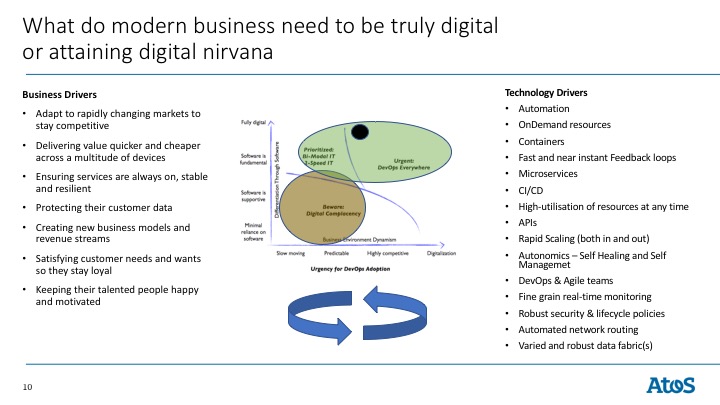 What do modern business need to be truly digital
or attaining digital nirvana
Business Drivers
• Adapt to rapidly changing markets to
stay competitive
• Delivering value quicker and cheaper
across a multitude of devices
• Ensuring services are always on, stable
and resilient
• Protecting their customer data
• Creating new business models and
revenue streams
• Satisfying customer needs and wants
so they stay loyal
• Keeping their talented people happy
and motivated
Fully digital
Software is
fundamental
Software is
supportive
Minimal
reliance on
software
Differentiation Through Software
Prioritized:
Bi-Modal IT
2-Speed IT
Urgent:
DevOps Everywhere
Beware:
Digital Complacency
Business Environment Dynamism
Slow moving
Predictable
Highly competitive
Digitalization
Urgency for DevOps Adoption
Technology Drivers
• Automation
• OnDemand resources
• Containers
• Fast and near instant Feedback loops
• Microservices
• CI/CD
• High-utilisation of resources at any time
• APIs
• Rapid Scaling (both in and out)
• Autonomics – Self Healing and Self
Managemet
• DevOps & Agile teams
• Fine grain real-time monitoring
• Robust security & lifecycle policies
• Automated network routing
• Varied and robust data fabric(s)
10
Atos